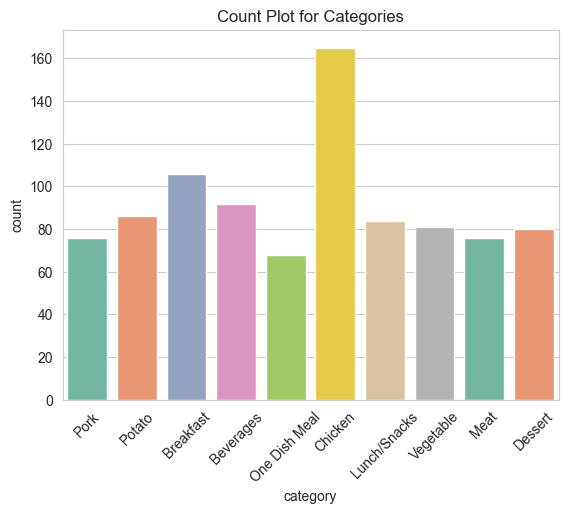 Count Plot for Categories
160
140
120
100
80
60
40
20
0
count
Pork
Potato
Breakfast
Beverages
One Dish Meal
Chicken
Lunch/Snacks
Vegetable
Meat
Dessert
category